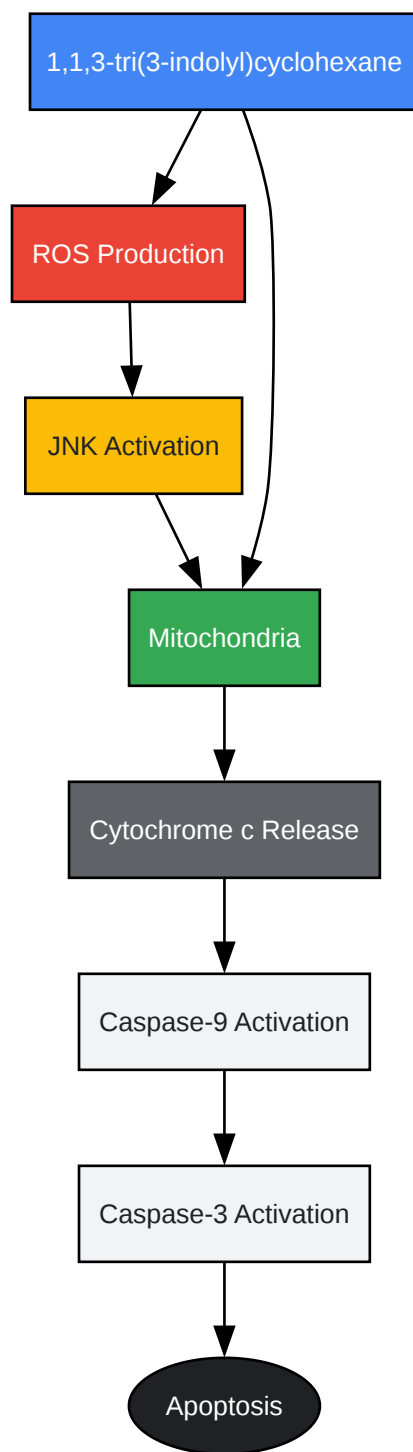 1,1,3-tri(3-indolyl)cyclohexane
ROS Production
JNK Activation
Mitochondria
Cytochrome c Release
Caspase-9 Activation
Caspase-3 Activation
Apoptosis